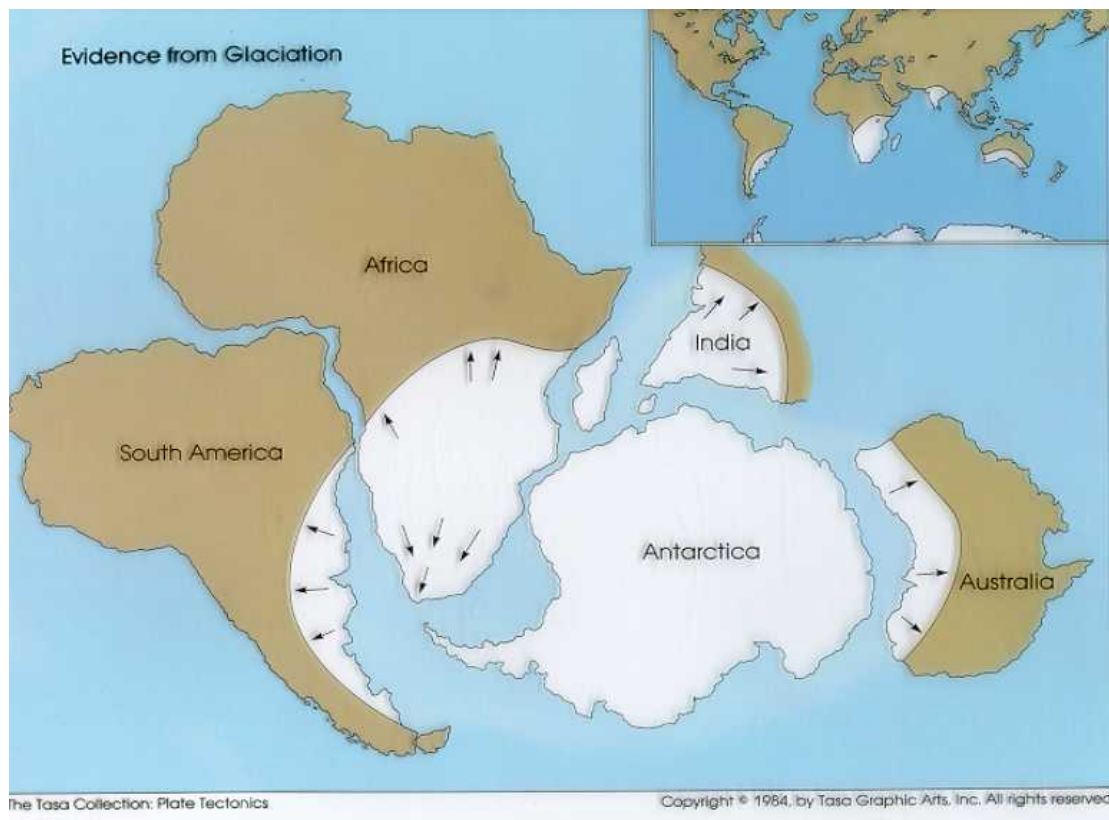 Evidence from Glaciation
Africa
India
South America
Antarctica
Australia
The Tasa Collection: Plate Tectonics
Copyright © 1984, by Tasa Graphic Arts, Inc. All rights reserved